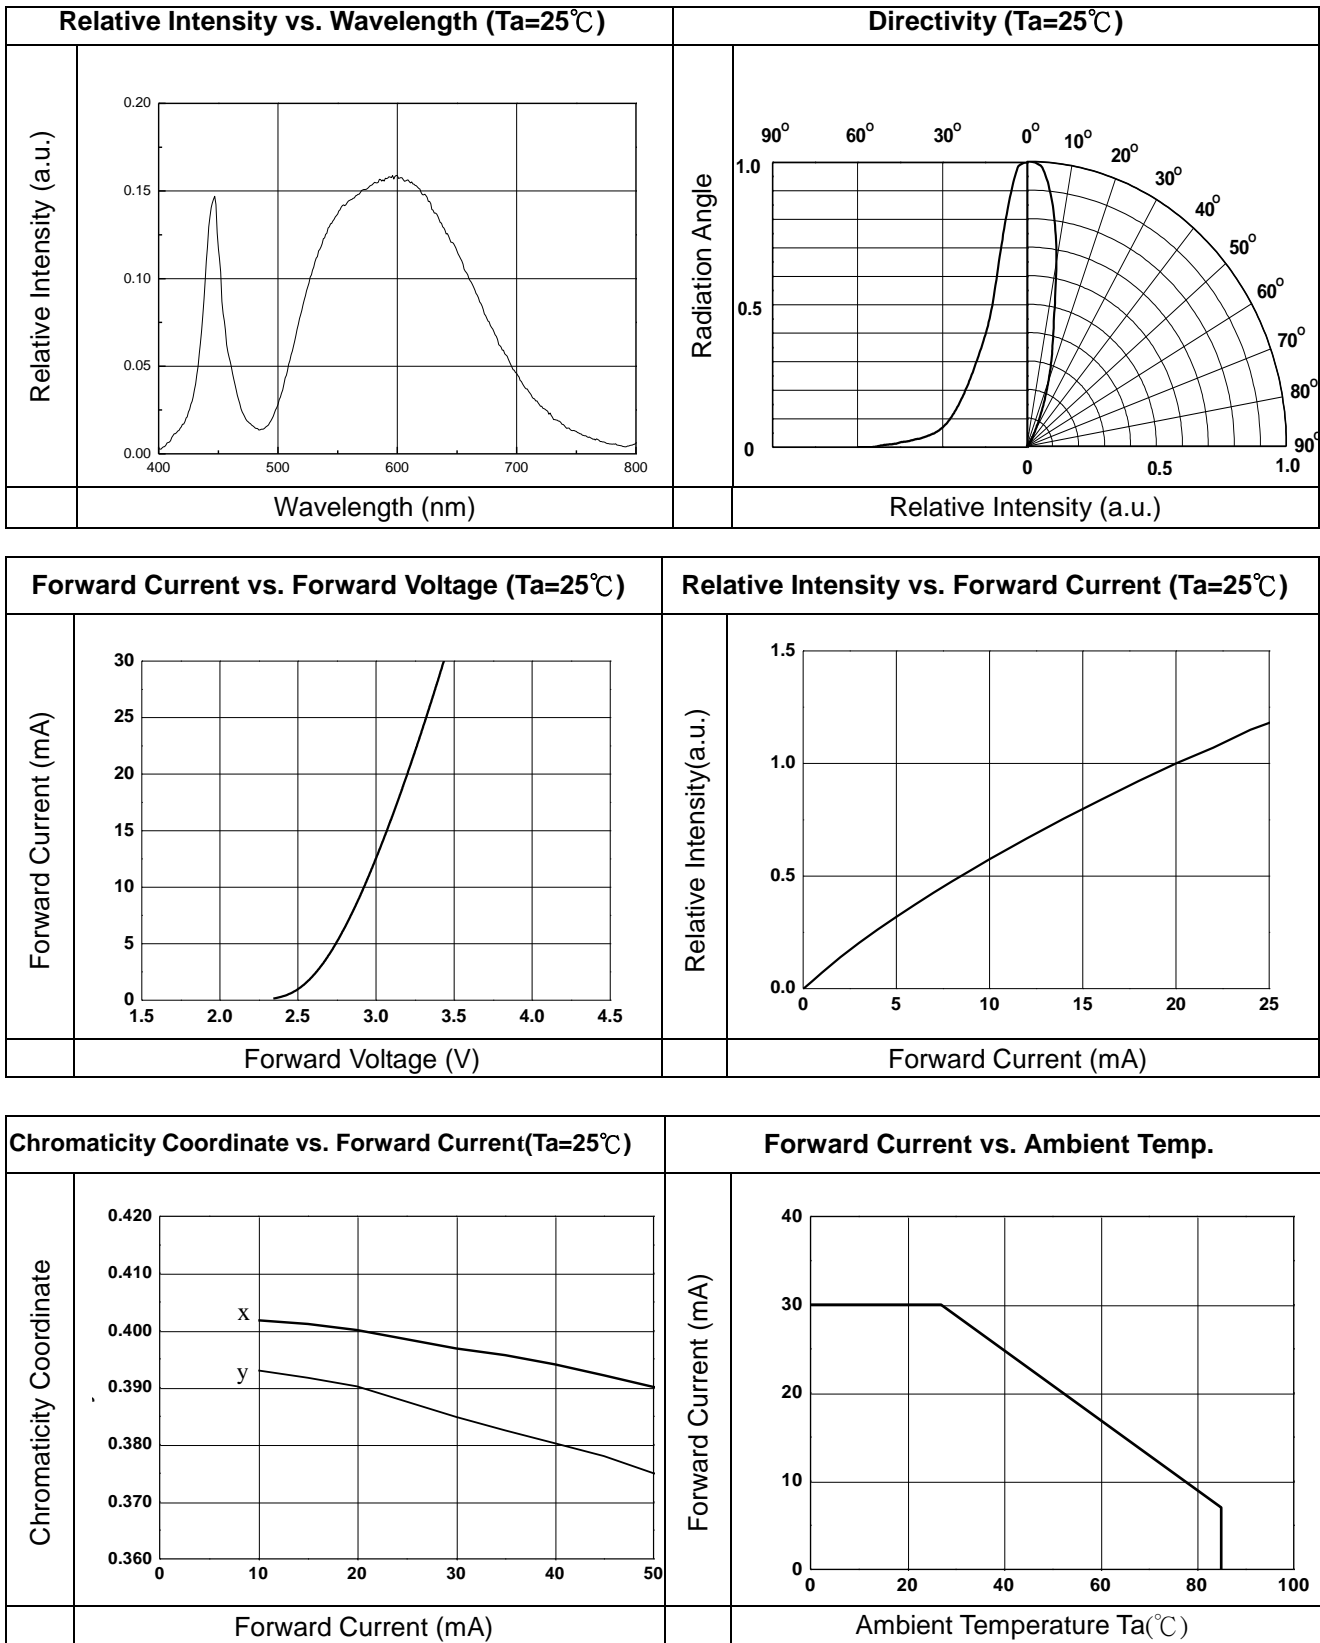 Relative Intensity vs. Wavelength (Ta=25℃)
Directivity (Ta=25℃)
Relative Intensity (a.u.)
0.20
0.15
0.10
0.05
0.00
400 500 600 700 800
Wavelength (nm)
Radiation Angle
90° 60° 30° 0° 10° 20° 30° 40° 50° 60° 70° 80° 90°
1.0
0.5
0
0 0.5 1.0
Relative Intensity (a.u.)
Forward Current vs. Forward Voltage (Ta=25℃)
Relative Intensity vs. Forward Current (Ta=25℃)
Forward Current (mA)
30
25
20
15
10
5
0
1.5 2.0 2.5 3.0 3.5 4.0 4.5
Forward Voltage (V)
Relative Intensity(a.u.)
1.5
1.0
0.5
0.0
0 5 10 15 20 25
Forward Current (mA)
Chromaticity Coordinate vs. Forward Current(Ta=25℃)
Forward Current vs. Ambient Temp.
Chromaticity Coordinate
0.420
0.410
x
0.400
y
0.390
0.380
0.370
0.360
0 10 20 30 40 50
Forward Current (mA)
Forward Current (mA)
40
30
20
10
0
0 20 40 60 80 100
Ambient Temperature Ta(℃)